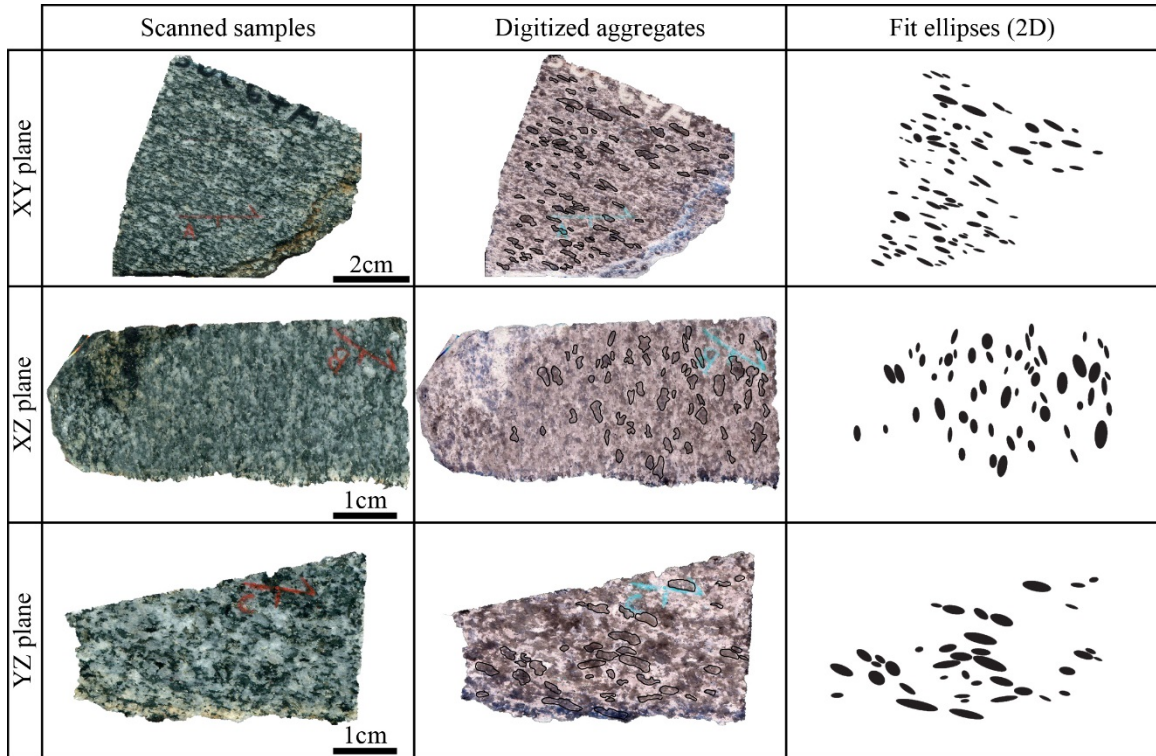 Scanned samples
Digitized aggregates
Fit ellipses (2D)
XY plane
2cm
XZ plane
1cm
YZ plane
1cm